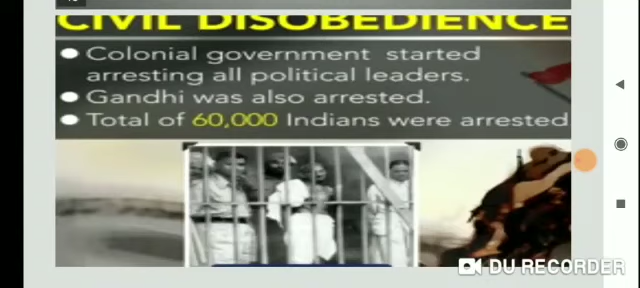 CIVIL DISOBEDIENCE
Colonial government started
arresting all political leaders.
Gandhi was also arrested.
Total of 60,000 Indians were arrested
DU RECORDER